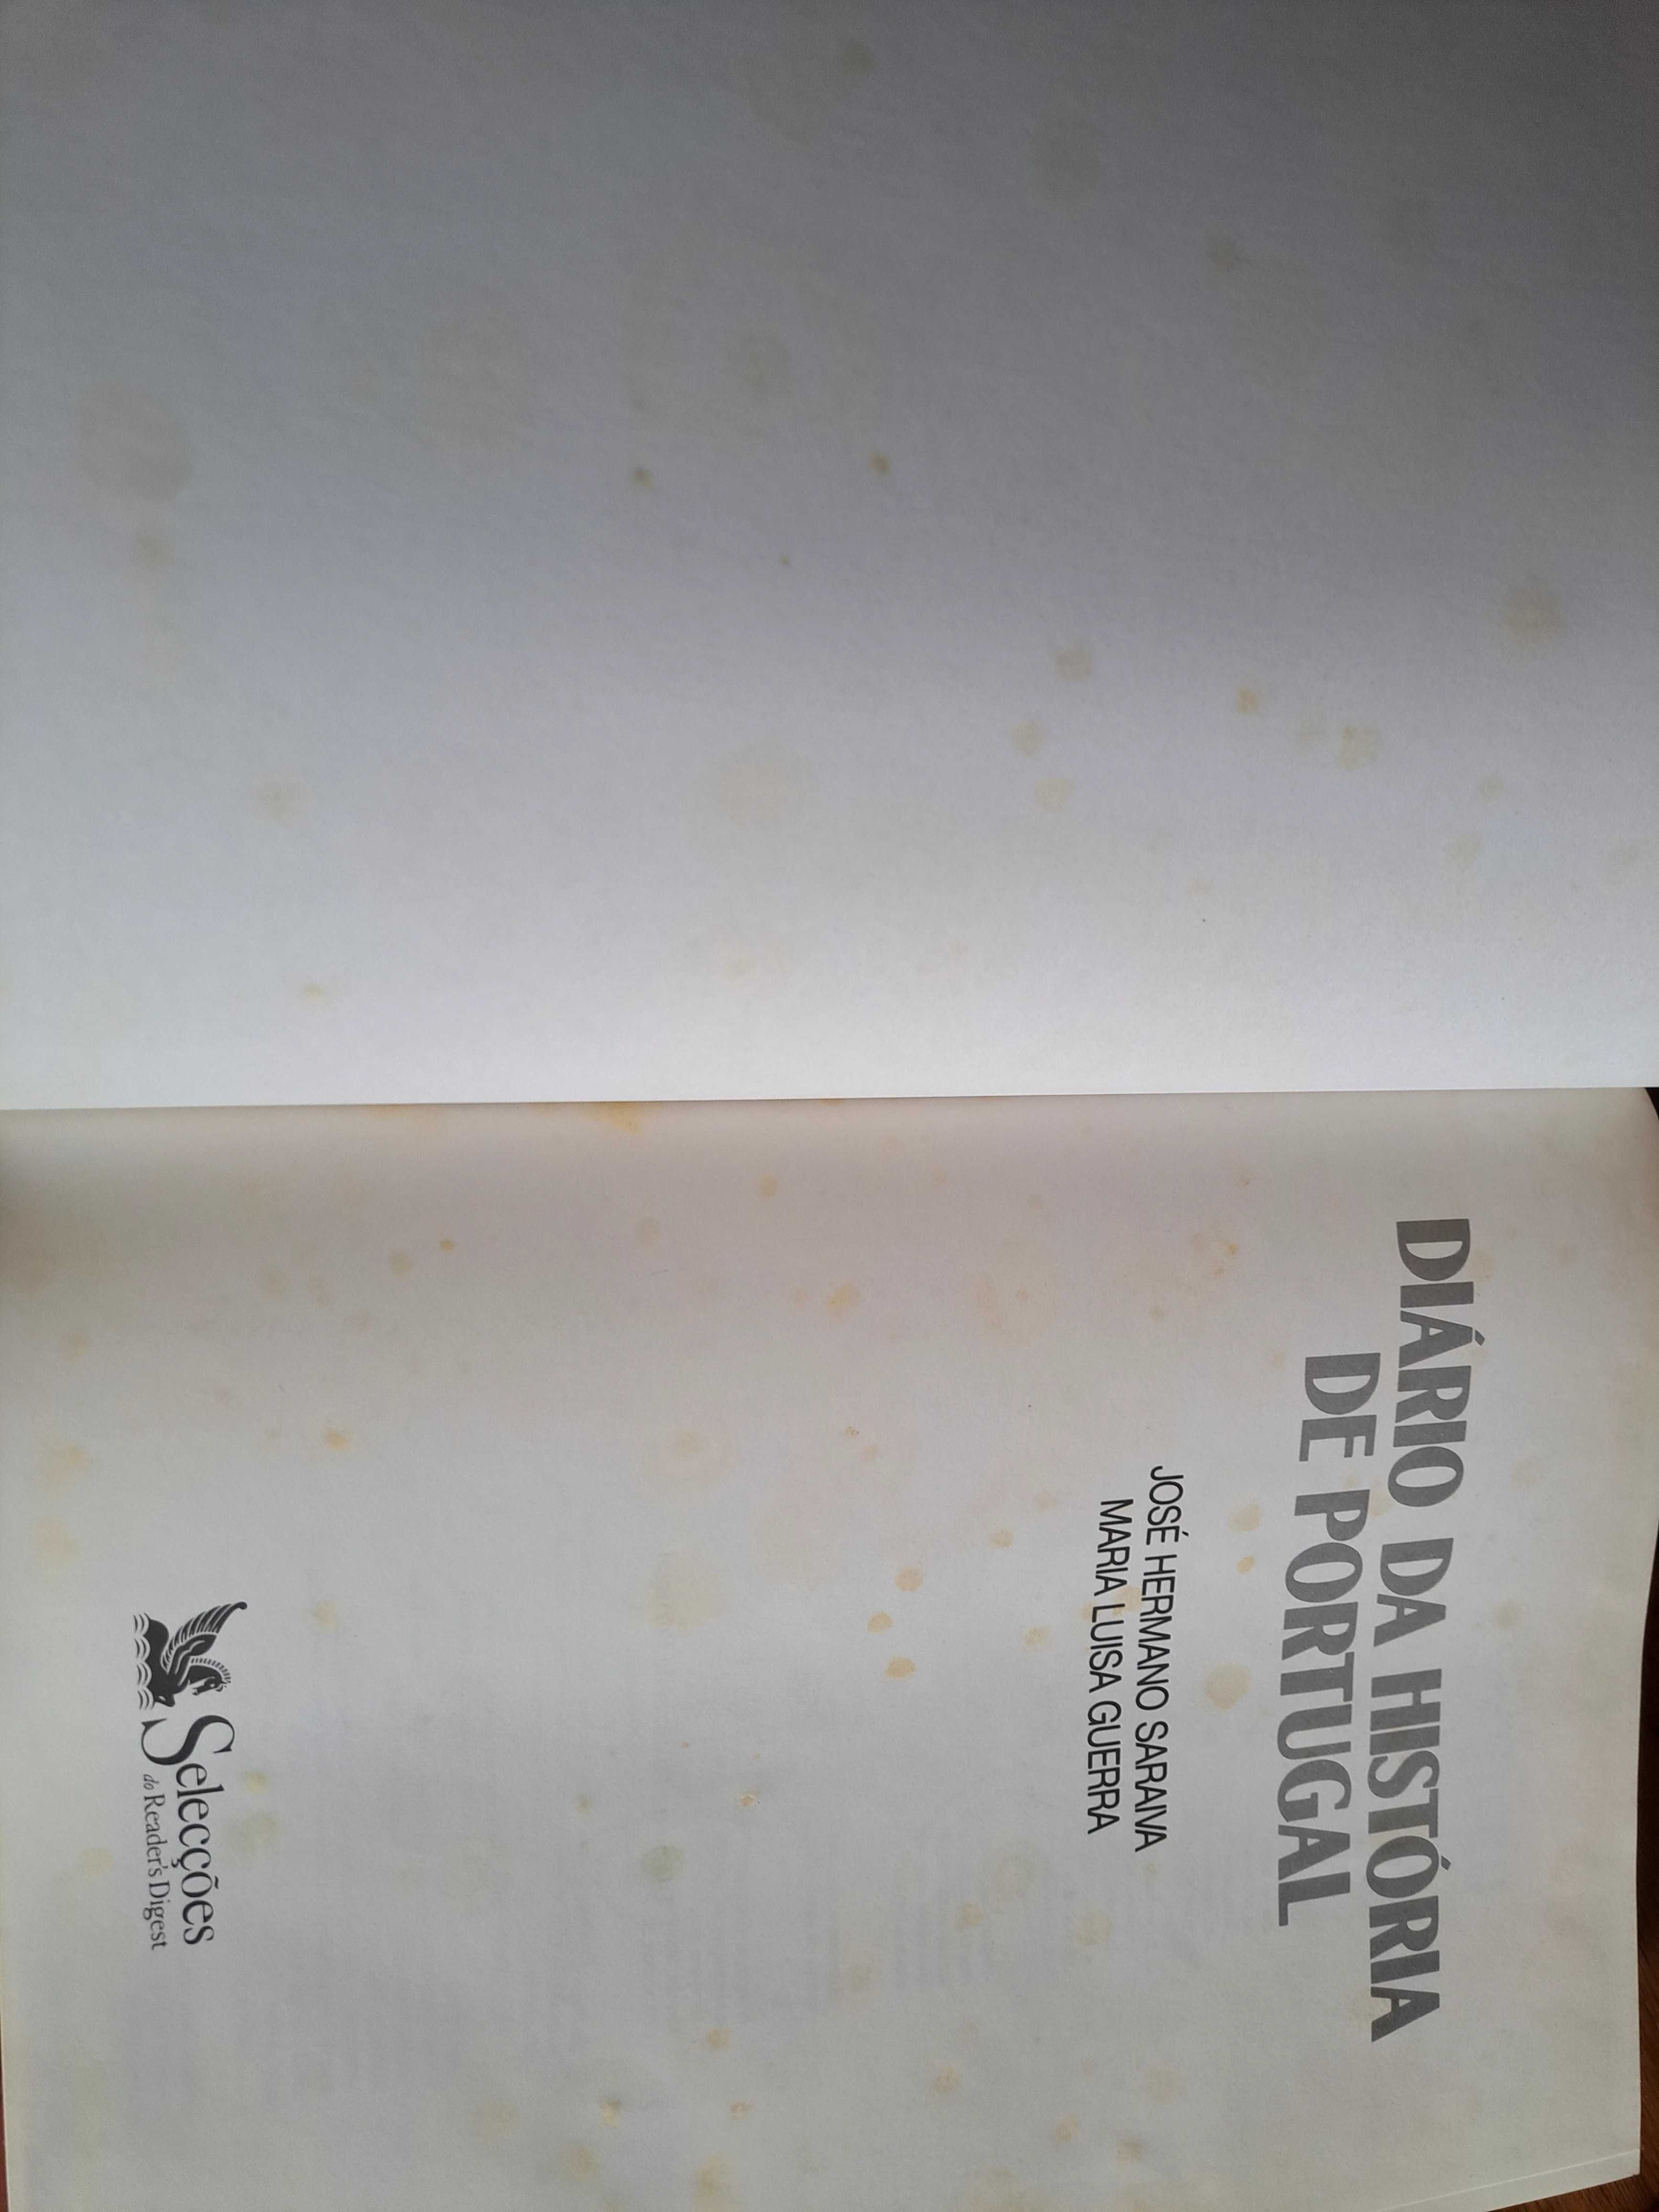 DIÁRIO DA HISTÓRIA
DE PORTUGAL
JOSÉ HERMANO SARAIVA
MARIA LUISA GUERRA
Selecções
do Reader's Digest